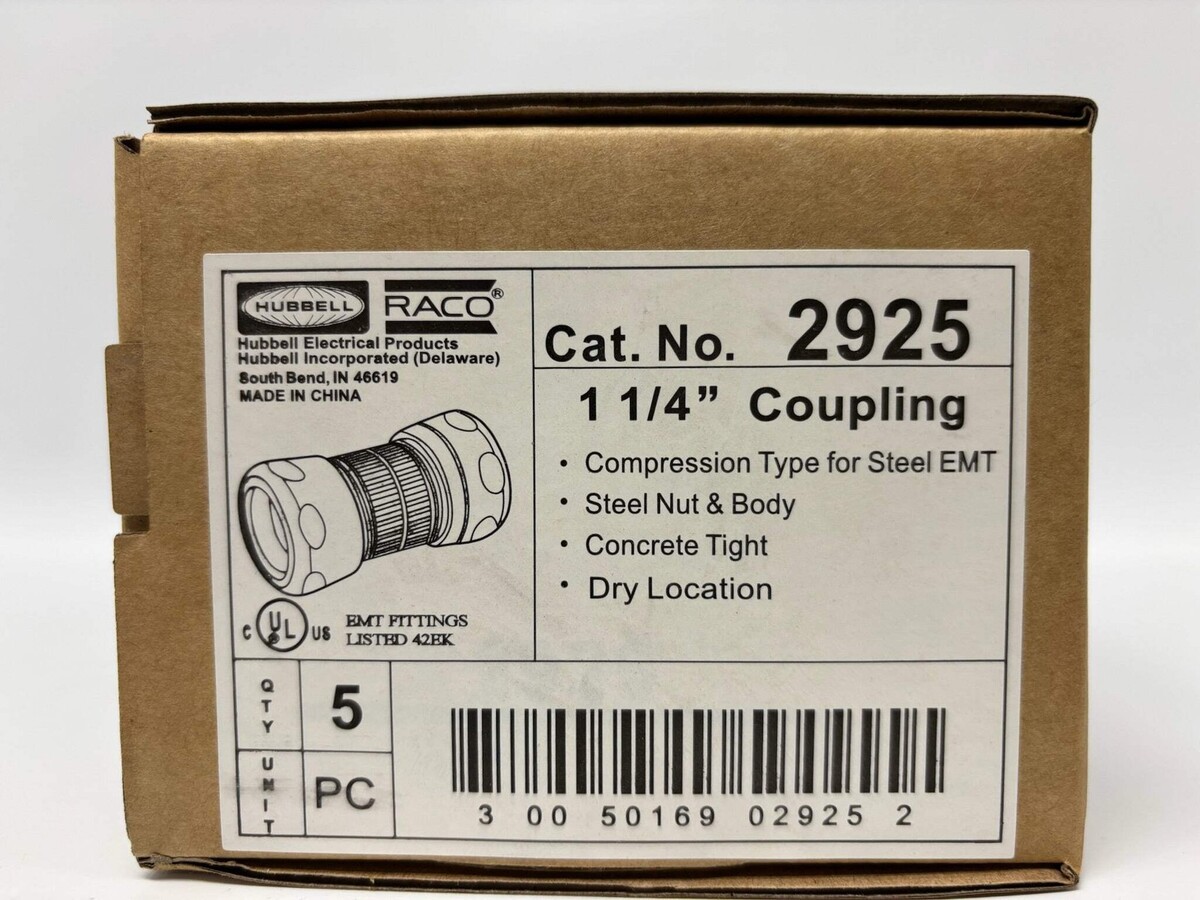 HUBBELL RACO®
Hubbell Electrical Products
Hubbell Incorporated (Delaware)
South Bend, IN 46619
MADE IN CHINA
Cat. No. 2925
1 1/4” Coupling
• Compression Type for Steel EMT
• Steel Nut & Body
• Concrete Tight
• Dry Location
C UL US
EMT FITTINGS
LISTED 42EK
QTY 5
UNIT PC
3 00 50169 02925 2